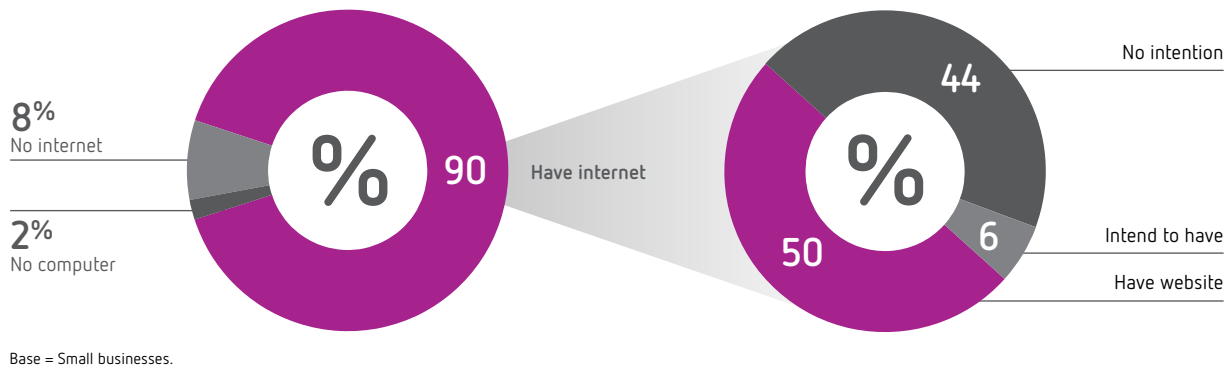 8%
No internet
2%
No computer
%
90
Have internet
%
44
6
50
No intention
Intend to have
Have website
Base = Small businesses.